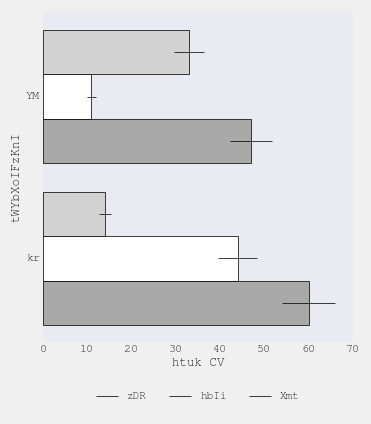 YM
kr
tWYbXoIFzKnI
0 10 20 30 40 50 60 70
htuk CV
zDR hbIi Xmt